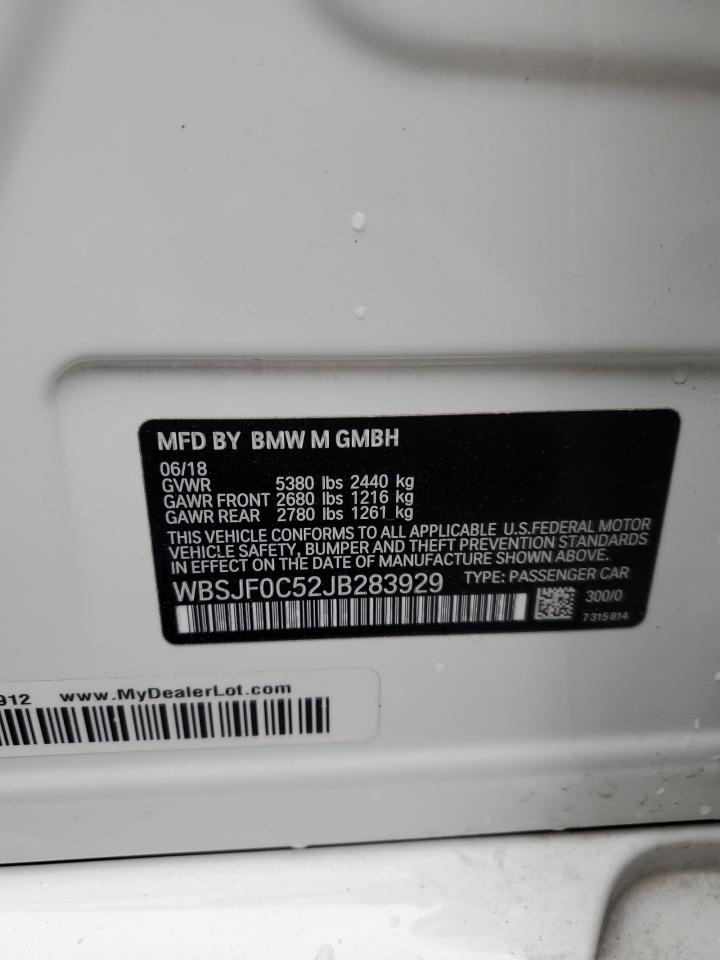 MFD BY BMW M GMBH
06/18
GVWR 5380 lbs 2440 kg
GAWR FRONT 2680 lbs 1216 kg
GAWR REAR 2780 lbs 1261 kg
THIS VEHICLE CONFORMS TO ALL APPLICABLE U.S.FEDERAL MOTOR
VEHICLE SAFETY, BUMPER AND THEFT PREVENTION STANDARDS
IN EFFECT ON THE DATE OF MANUFACTURE SHOWN ABOVE.
WBSJF0C52JB283929 TYPE: PASSENGER CAR
300/0
7 315 814
912 www.MyDealerLot.com